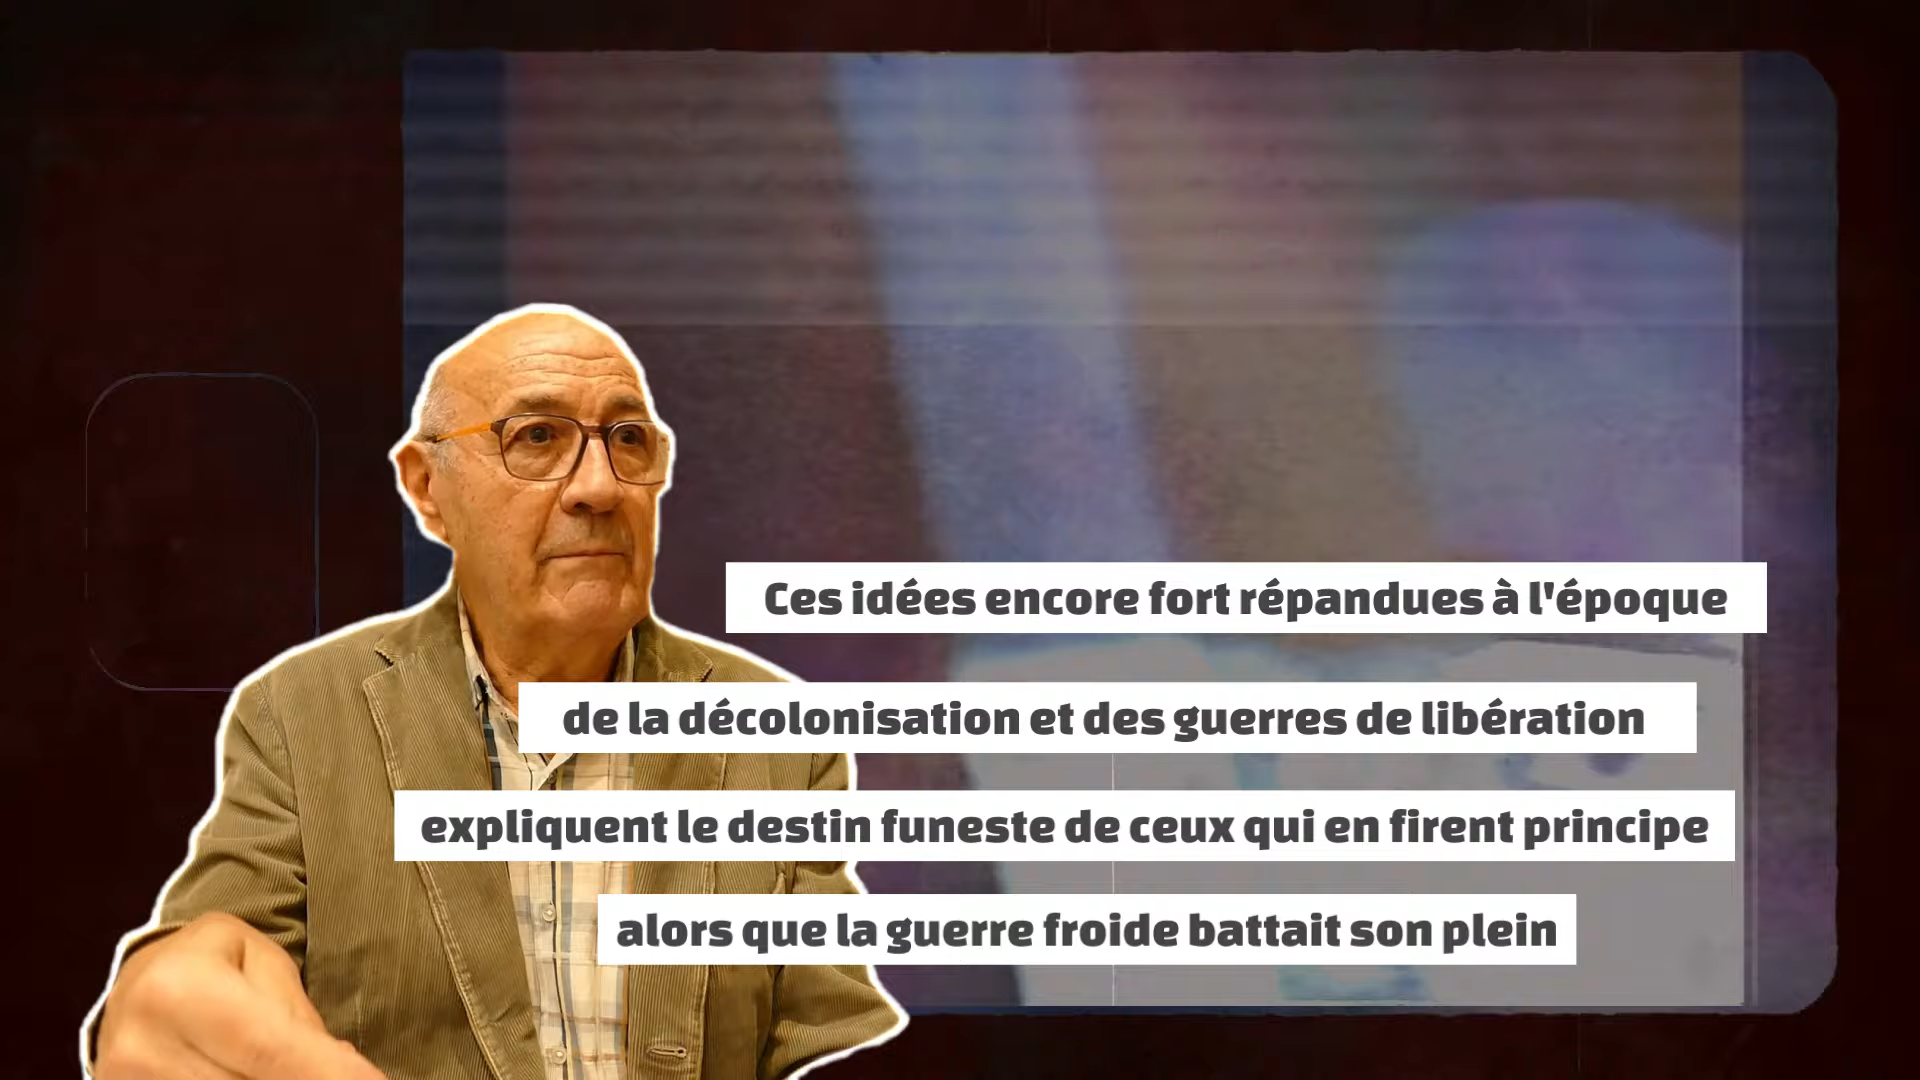 Ces idées encore fort répandues à l'époque
de la décolonisation et des guerres de libération
expliquent le destin funeste de ceux qui en firent principe
alors que la guerre froide battait son plein